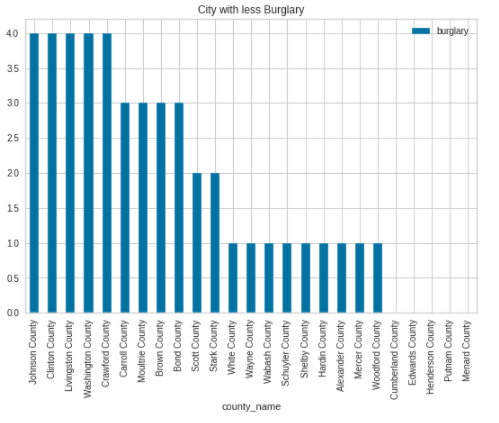 City with less Burglary
burglary
4.0
3.5
3.0
2.5
2.0
1.5
1.0
0.5
0.0
Johnson County
Clinton County
Livingston County
Washington County
Crawford County
Carroll County
Moultrie County
Brown County
Bond County
Scott County
Stark County
White County
Wayne County
Wabash County
Schuyler County
Shelby County
Hardin County
Alexander County
Mercer County
Woodford County
Cumberland County
Edwards County
Henderson County
Putnam County
Menard County
county_name